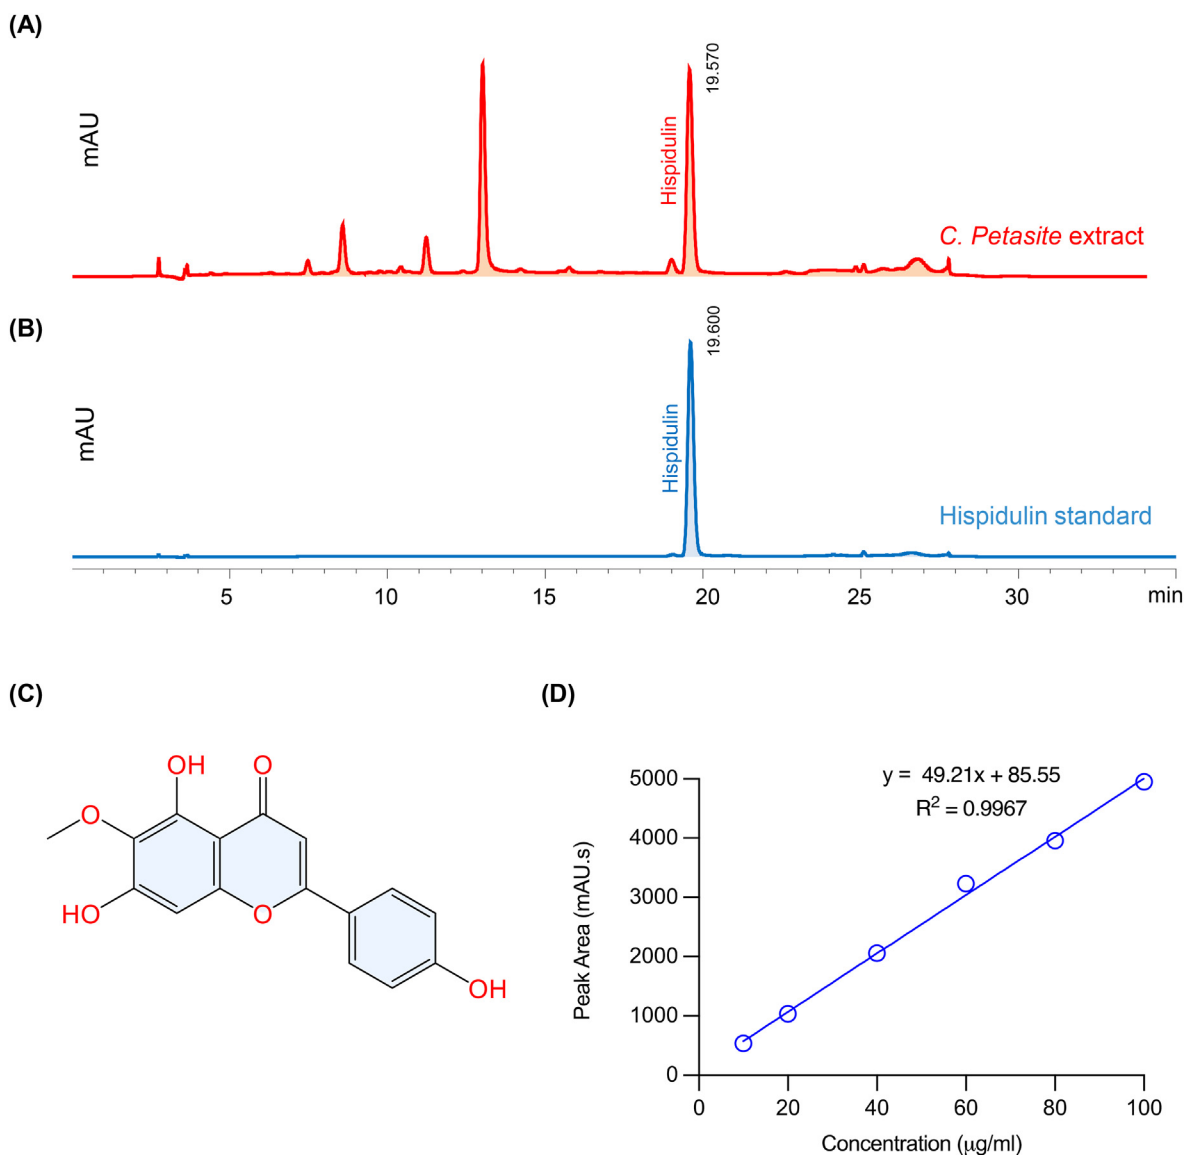 (A)
mAU
Hispidulin
19.570
C. Petasite extract
(B)
mAU
Hispidulin
19.600
Hispidulin standard
5 10 15 20 25 30 min
(C)
OH O
O
HO
O
OH
(D)
y = 49.21x + 85.55
R² = 0.9967
Peak Area (mAU.s)
5000
4000
3000
2000
1000
0
0 20 40 60 80 100
Concentration (μg/ml)